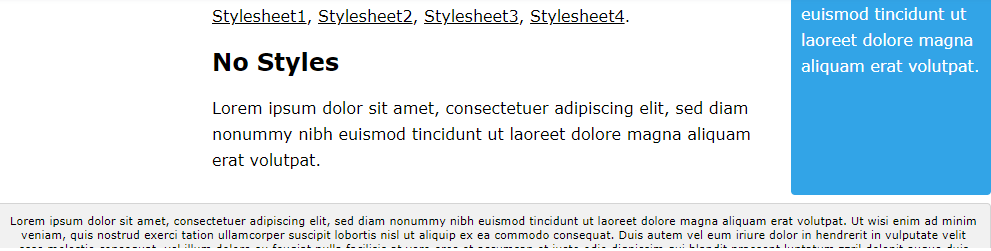 Stylesheet1, Stylesheet2, Stylesheet3, Stylesheet4.
No Styles
Lorem ipsum dolor sit amet, consectetuer adipiscing elit, sed diam
nonummy nibh euismod tincidunt ut laoreet dolore magna aliquam
erat volutpat.
euismod tincidunt ut
laoreet dolore magna
aliquam erat volutpat.
Lorem ipsum dolor sit amet, consectetuer adipiscing elit, sed diam nonummy nibh euismod tincidunt ut laoreet dolore magna aliquam erat volutpat. Ut wisi enim ad minim
veniam, quis nostrud exerci tation ullamcorper suscipit lobortis nisl ut aliquip ex ea commodo consequat. Duis autem vel eum iriure dolor in hendrerit in vulputate velit